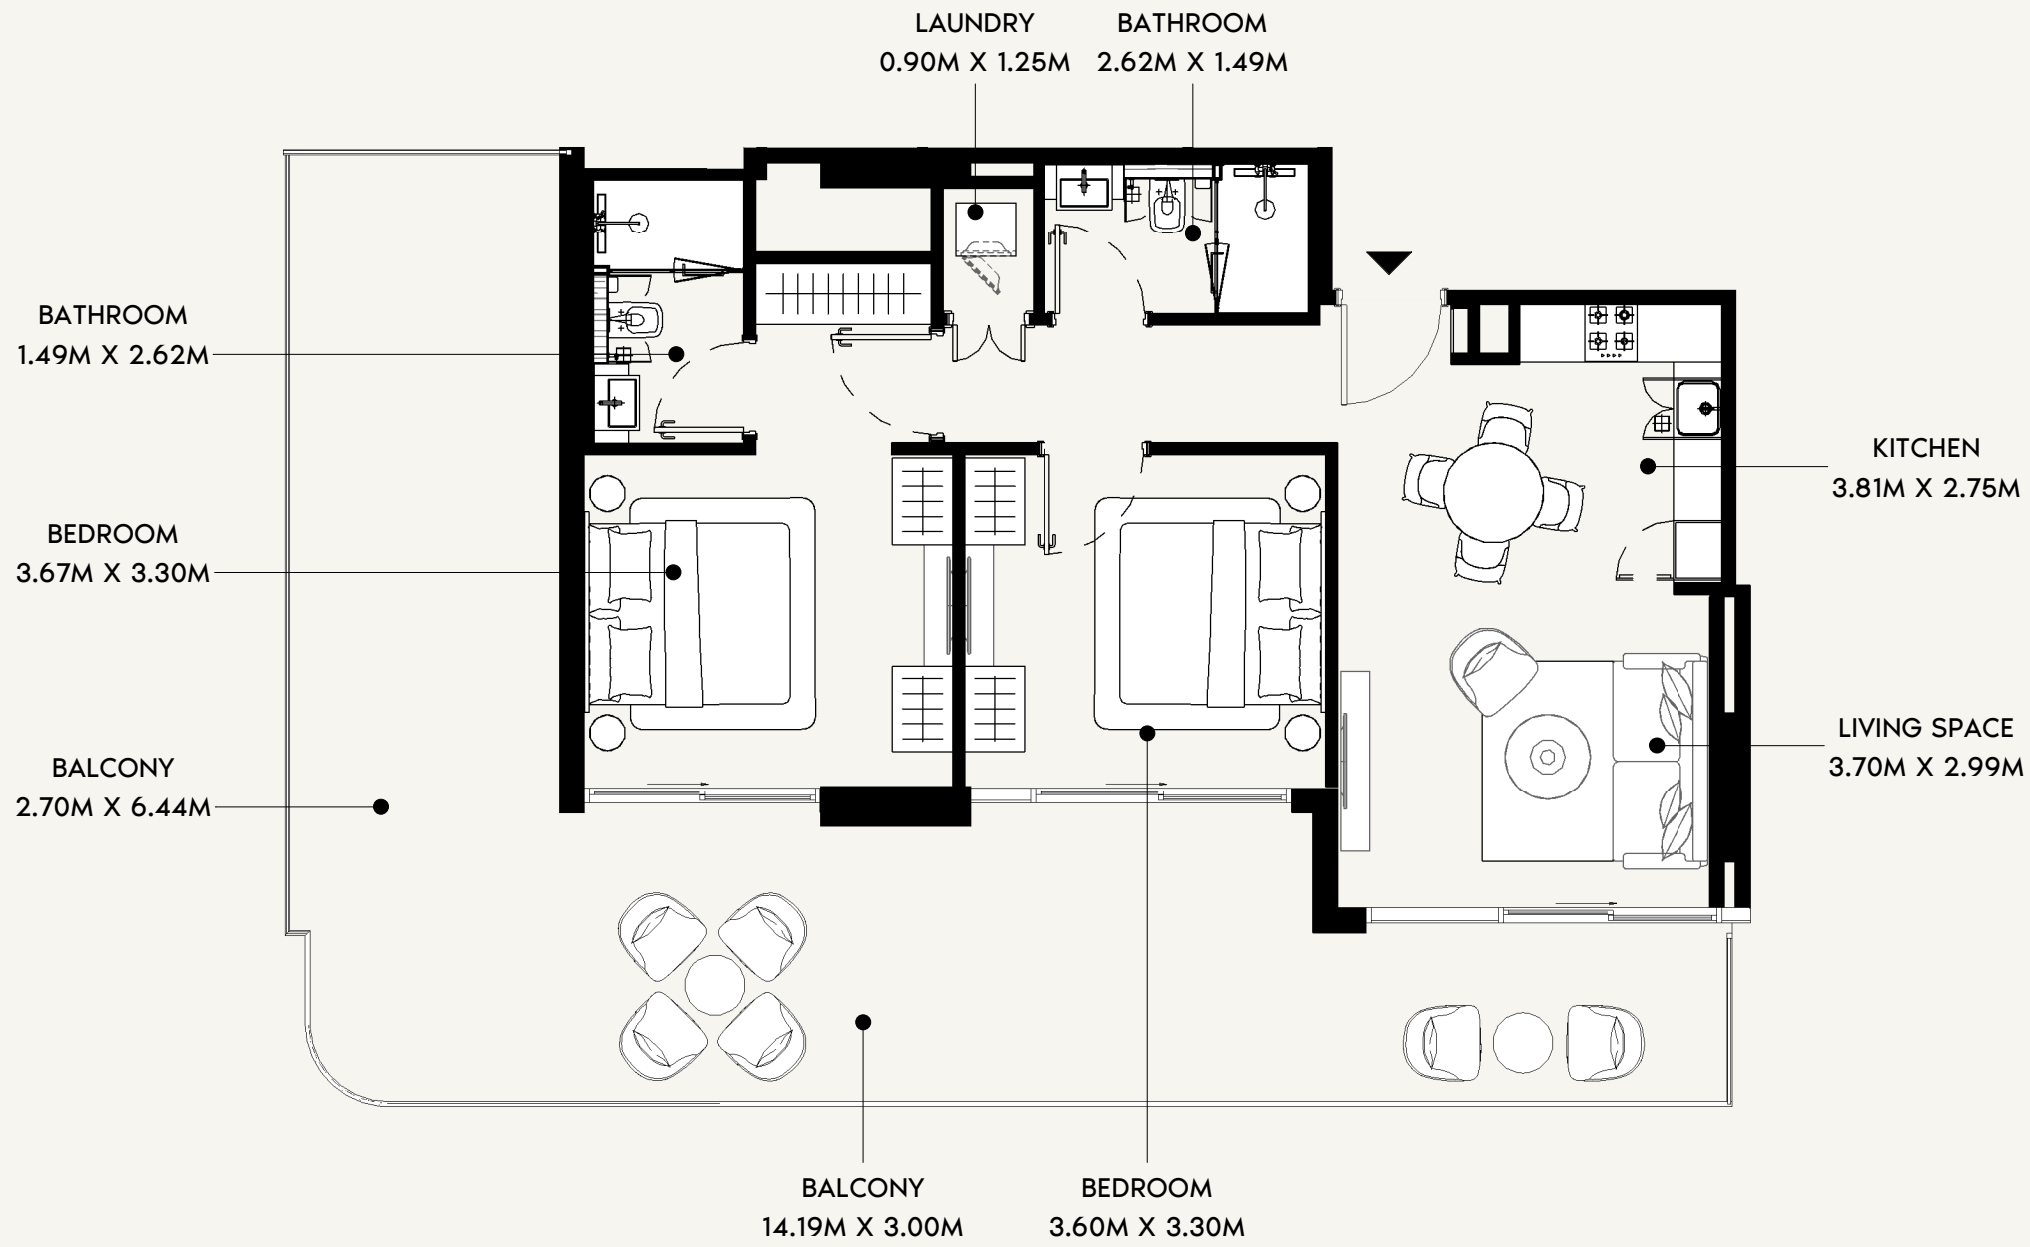 LAUNDRY
0.90M X 1.25M
BATHROOM
2.62M X 1.49M
BATHROOM
1.49M X 2.62M
BEDROOM
3.67M X 3.30M
BALCONY
2.70M X 6.44M
KITCHEN
3.81M X 2.75M
LIVING SPACE
3.70M X 2.99M
BALCONY
14.19M X 3.00M
BEDROOM
3.60M X 3.30M